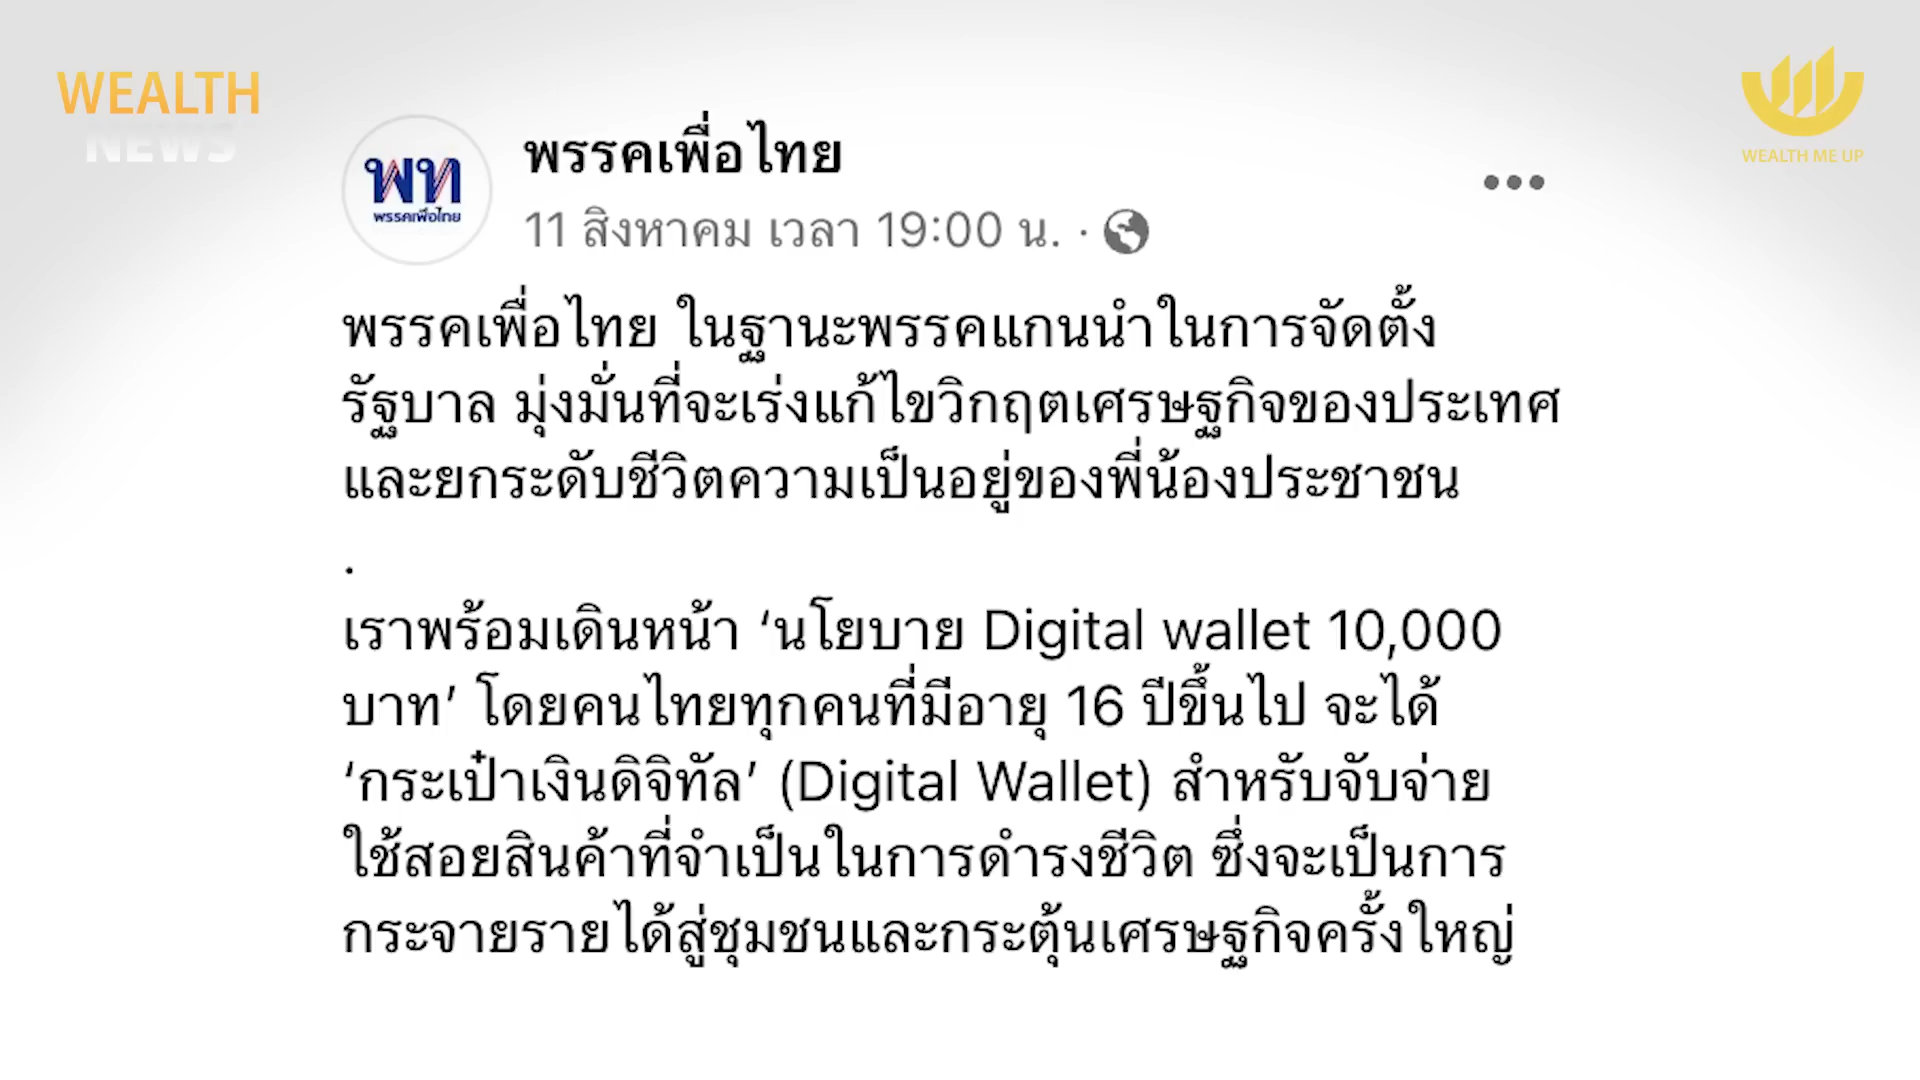 WEALTH
NEWS
WEALTH ME UP
พท
พรรคเพื่อไทย
พรรคเพื่อไทย
11 สิงหาคม เวลา 19:00 น. ·
พรรคเพื่อไทย ในฐานะพรรคแกนนำในการจัดตั้ง
รัฐบาล มุ่งมั่นที่จะเร่งแก้ไขวิกฤตเศรษฐกิจของประเทศ
และยกระดับชีวิตความเป็นอยู่ของพี่น้องประชาชน
.
เราพร้อมเดินหน้า ‘นโยบาย Digital wallet 10,000
บาท’ โดยคนไทยทุกคนที่มีอายุ 16 ปีขึ้นไป จะได้
‘กระเป๋าเงินดิจิทัล’ (Digital Wallet) สำหรับจับจ่าย
ใช้สอยสินค้าที่จำเป็นในการดำรงชีวิต ซึ่งจะเป็นการ
กระจายรายได้สู่ชุมชนและกระตุ้นเศรษฐกิจครั้งใหญ่